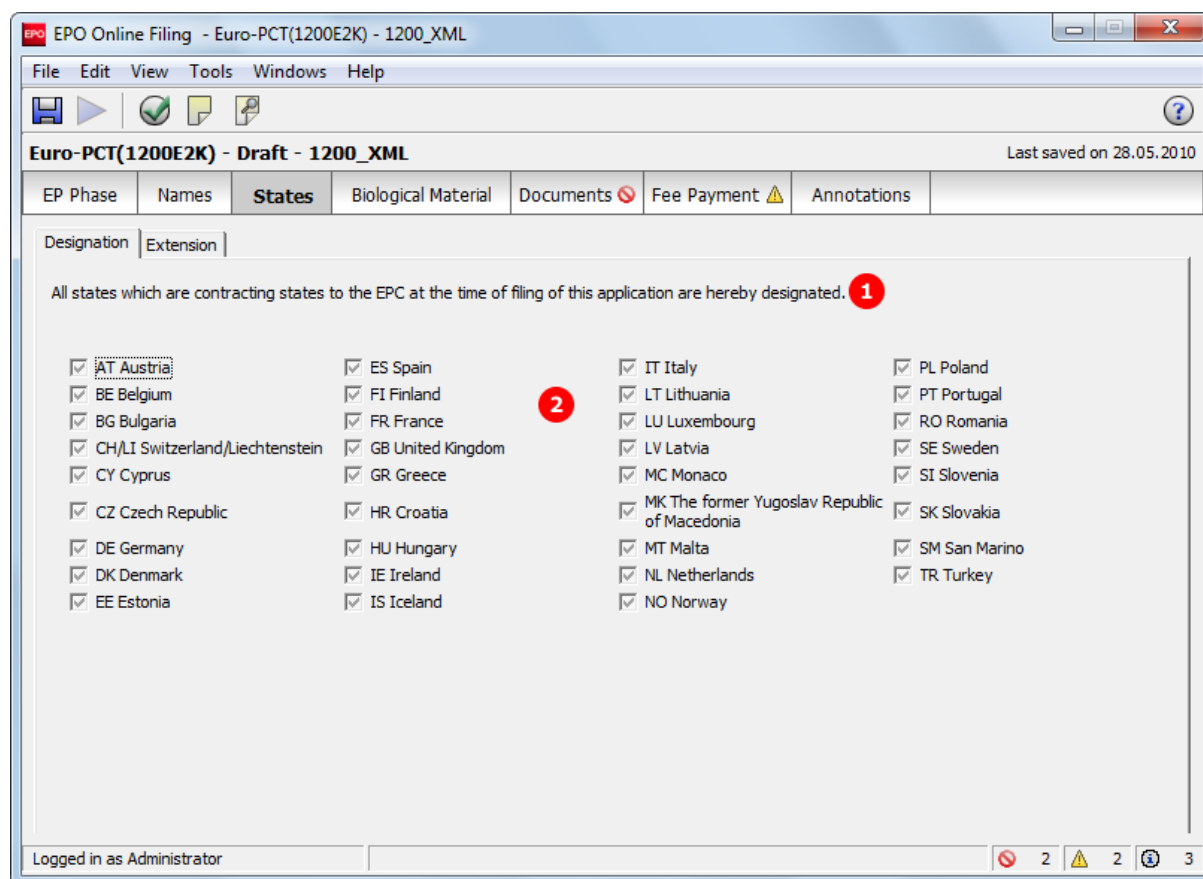 EPO EPO Online Filing - Euro-PCT(1200E2K) - 1200_XML
File Edit View Tools Windows Help
Euro-PCT(1200E2K) - Draft - 1200_XML Last saved on 28.05.2010
EP Phase Names States Biological Material Documents Fee Payment Annotations
Designation Extension
All states which are contracting states to the EPC at the time of filing of this application are hereby designated. 1
AT Austria ES Spain IT Italy PL Poland
BE Belgium FI Finland 2 LT Lithuania PT Portugal
BG Bulgaria FR France LU Luxembourg RO Romania
CH/LI Switzerland/Liechtenstein GB United Kingdom LV Latvia SE Sweden
CY Cyprus GR Greece MC Monaco SI Slovenia
CZ Czech Republic HR Croatia MK The former Yugoslav Republic of Macedonia SK Slovakia
DE Germany HU Hungary MT Malta SM San Marino
DK Denmark IE Ireland NL Netherlands TR Turkey
EE Estonia IS Iceland NO Norway
Logged in as Administrator 2 2 3